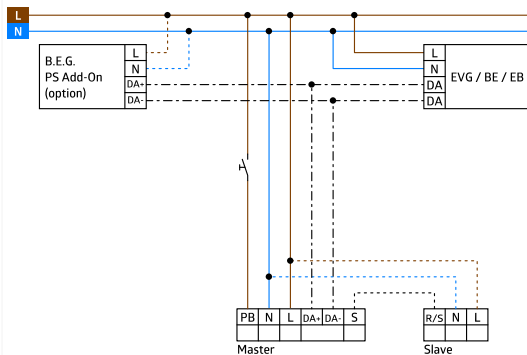 L
N
B.E.G.
PS Add-On
(option)
L
N
DA+
DA-
L
N
DA
DA
EVG / BE / EB
PB N L DA+ DA- S
Master
R/S N L
Slave